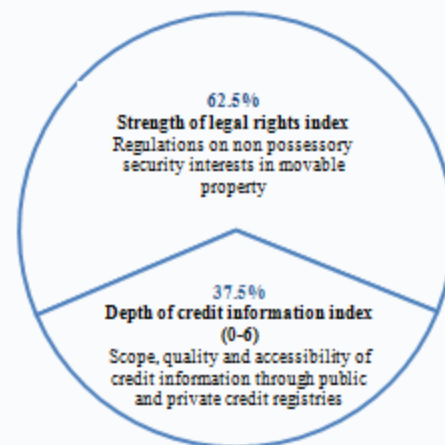 62.5%
Strength of legal rights index
Regulations on non possessory
security interests in movable
property
37.5%
Depth of credit information index
(0-6)
Scope, quality and accessibility of
credit information through public
and private credit registries